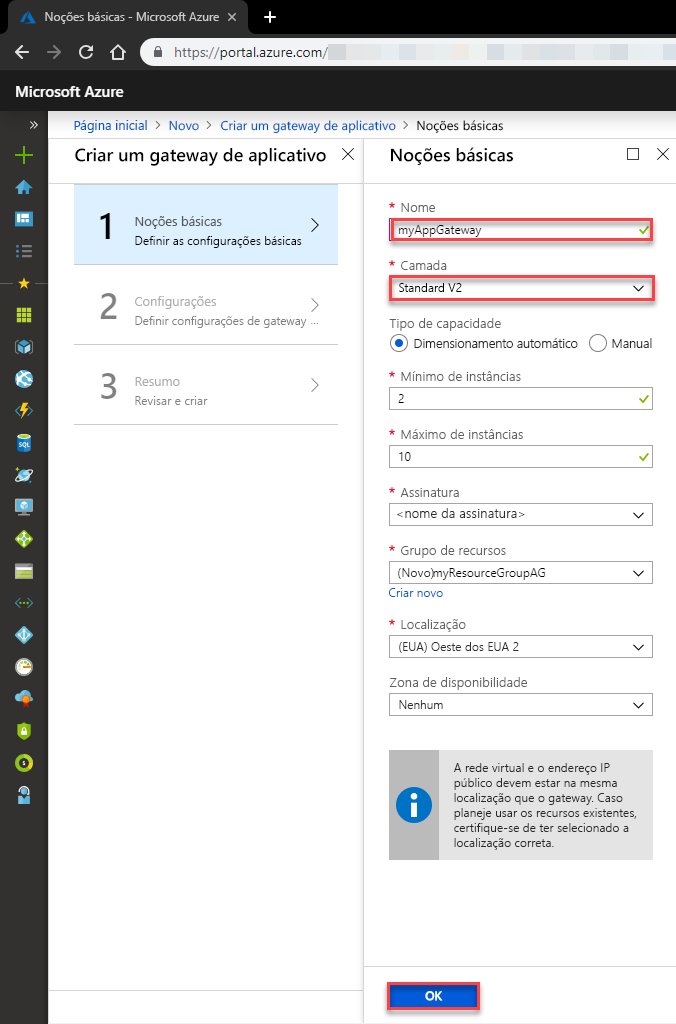 Noções básicas - Microsoft Azure
https://portal.azure.com/
Microsoft Azure
Página inicial > Novo > Criar um gateway de aplicativo > Noções básicas
Criar um gateway de aplicativo
1
Noções básicas
Definir as configurações básicas
2
Configurações
Definir configurações de gateway ...
3
Resumo
Revisar e criar
Noções básicas
* Nome
myAppGateway
* Camada
Standard V2
Tipo de capacidade
Dimensionamento automático Manual
* Mínimo de instâncias
2
* Máximo de instâncias
10
* Assinatura
<nome da assinatura>
* Grupo de recursos
(Novo)myResourceGroupAG
Criar novo
* Localização
(EUA) Oeste dos EUA 2
Zona de disponibilidade
Nenhum
A rede virtual e o endereço IP
público devem estar na mesma
localização que o gateway. Caso
planeje usar os recursos existentes,
certifique-se de ter selecionado a
localização correta.
OK
SQL